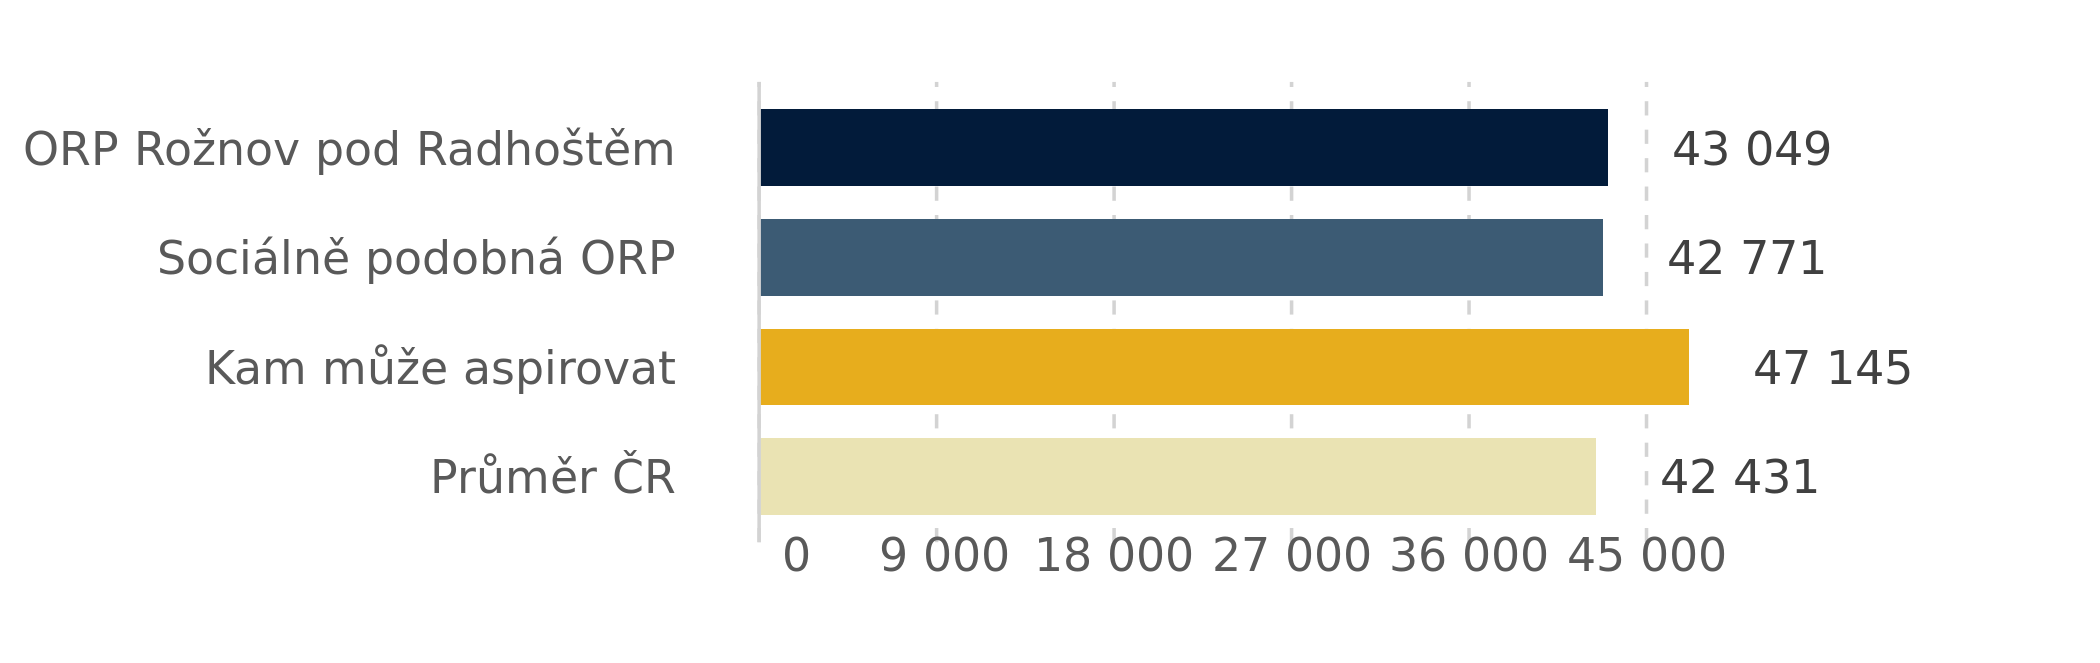 ORP Rožnov pod Radhoštěm 43 049
Sociálně podobná ORP 42 771
Kam může aspirovat 47 145
Průměr ČR 42 431
0 9 000 18 000 27 000 36 000 45 000